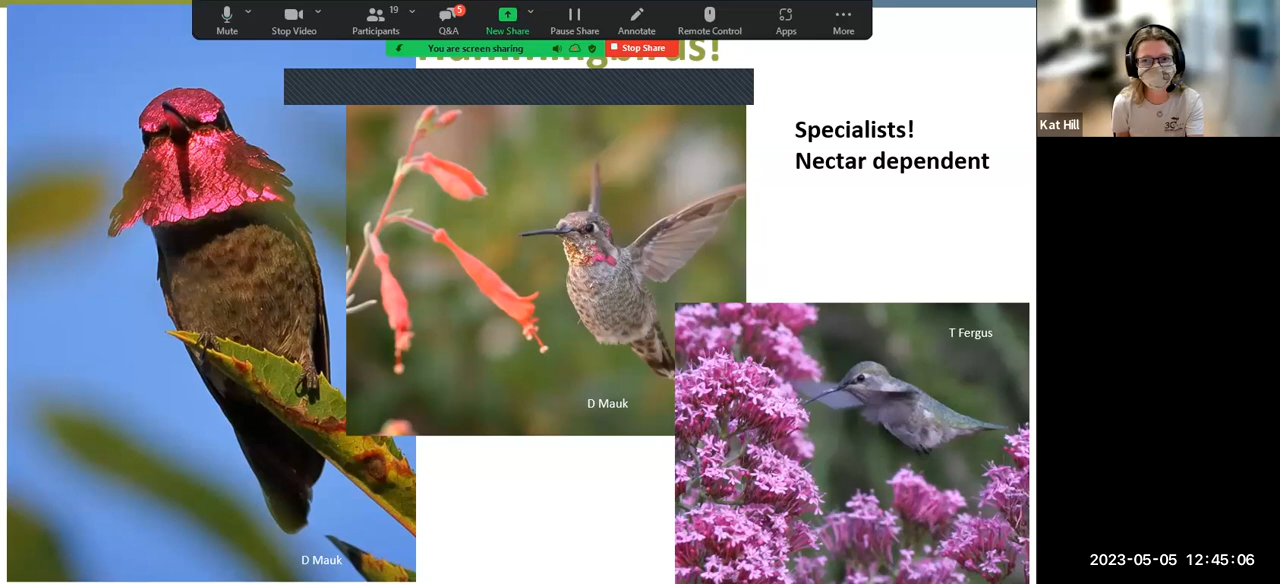 19
5
Mute
Stop Video
Participants
Q&A
New Share
Pause Share
Annotate
Remote Control
Apps
More
You are screen sharing
Stop Share
Hummingbirds!
Specialists!
Nectar dependent
Kat Hill
T Fergus
D Mauk
D Mauk
2023-05-05 12:45:06